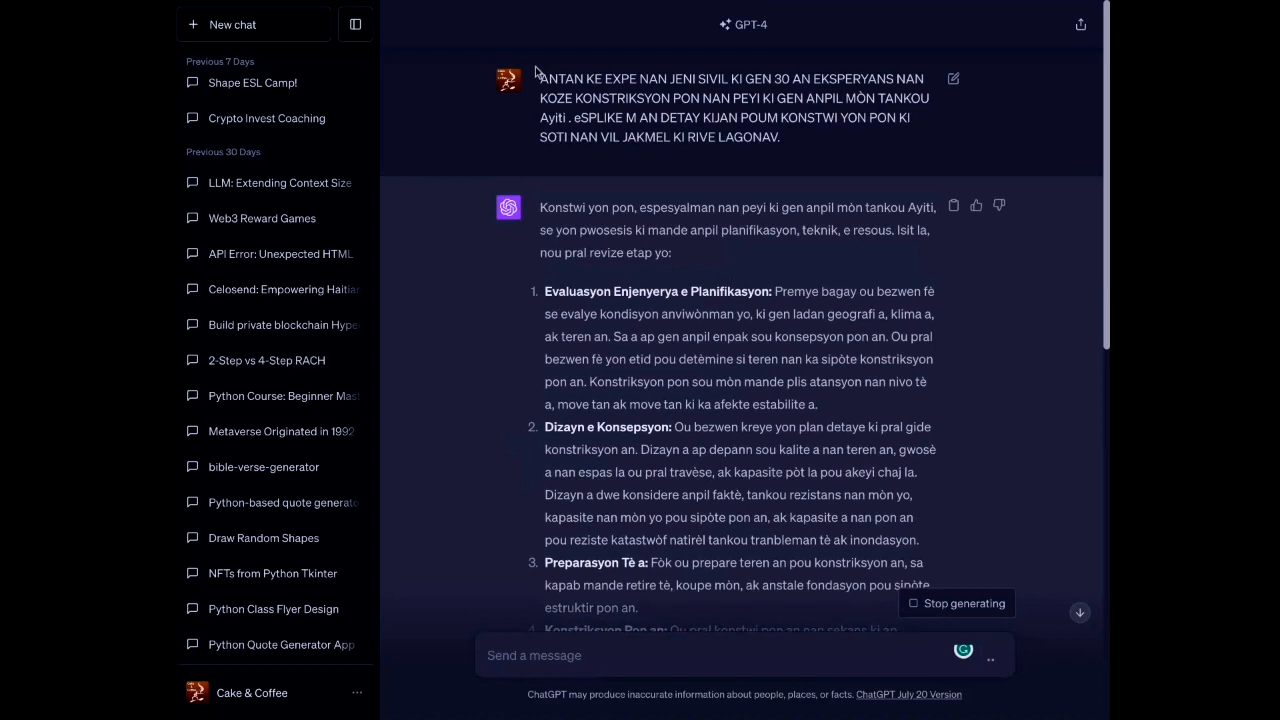 New chat
Previous 7 Days
Shape ESL Camp!
Crypto Invest Coaching
Previous 30 Days
LLM: Extending Context Size
Web3 Reward Games
API Error: Unexpected HTML
Celosend: Empowering Haitian
Build private blockchain Hype
2-Step vs 4-Step RACH
Python Course: Beginner Mas
Metaverse Originated in 1992
bible-verse-generator
Python-based quote generato
Draw Random Shapes
NFTs from Python Tkinter
Python Class Flyer Design
Python Quote Generator App
Cake & Coffee
GPT-4
ANTAN KE EXPE NAN JENI SIVIL KI GEN 30 AN EKSPERYANS NAN
KOZE KONSTRIKSYON PON NAN PEYI KI GEN ANPIL MÒN TANKOU
Ayiti . eSPLIKE M AN DETAY KIJAN POUM KONSTWI YON PON KI
SOTI NAN VIL JAKMEL KI RIVE LAGONAV.
Konstwi yon pon, espesyalman nan peyi ki gen anpil mòn tankou Ayiti,
se yon pwosesis ki mande anpil planifikasyon, teknik, e resous. Isit la,
nou pral revize etap yo:
1. Evaluasyon Enjenyerya e Planifikasyon: Premye bagay ou bezwen fè
se evalye kondisyon anviwònman yo, ki gen ladan geografi a, klima a,
ak teren an. Sa a ap gen anpil enpak sou konsepsyon pon an. Ou pral
bezwen fè yon etid pou detèmine si teren nan ka sipòte konstriksyon
pon an. Konstriksyon pon sou mòn mande plis atansyon nan nivo tè
a, move tan ak move tan ki ka afekte estabilite a.
2. Dizayn e Konsepsyon: Ou bezwen kreye yon plan detaye ki pral gide
konstriksyon an. Dizayn a ap depann sou kalite a nan teren an, gwosè
a nan espas la ou pral travèse, ak kapasite pòt la pou akeyi chaj la.
Dizayn a dwe konsidere anpil faktè, tankou rezistans nan mòn yo,
kapasite nan mòn yo pou sipòte pon an, ak kapasite a nan pon an
pou reziste katastwòf natirèl tankou tranbleman tè ak inondasyon.
3. Preparasyon Tè a: Fòk ou prepare teren an pou konstriksyon an, sa
kapab mande retire tè, koupe mòn, ak anstale fondasyon pou sipòte
estruktir pon an.
4. Konstriksyon Pon an: Ou pral konstwi pon an nan sekans ki an
Stop generating
Send a message
ChatGPT may produce inaccurate information about people, places, or facts. ChatGPT July 20 Version